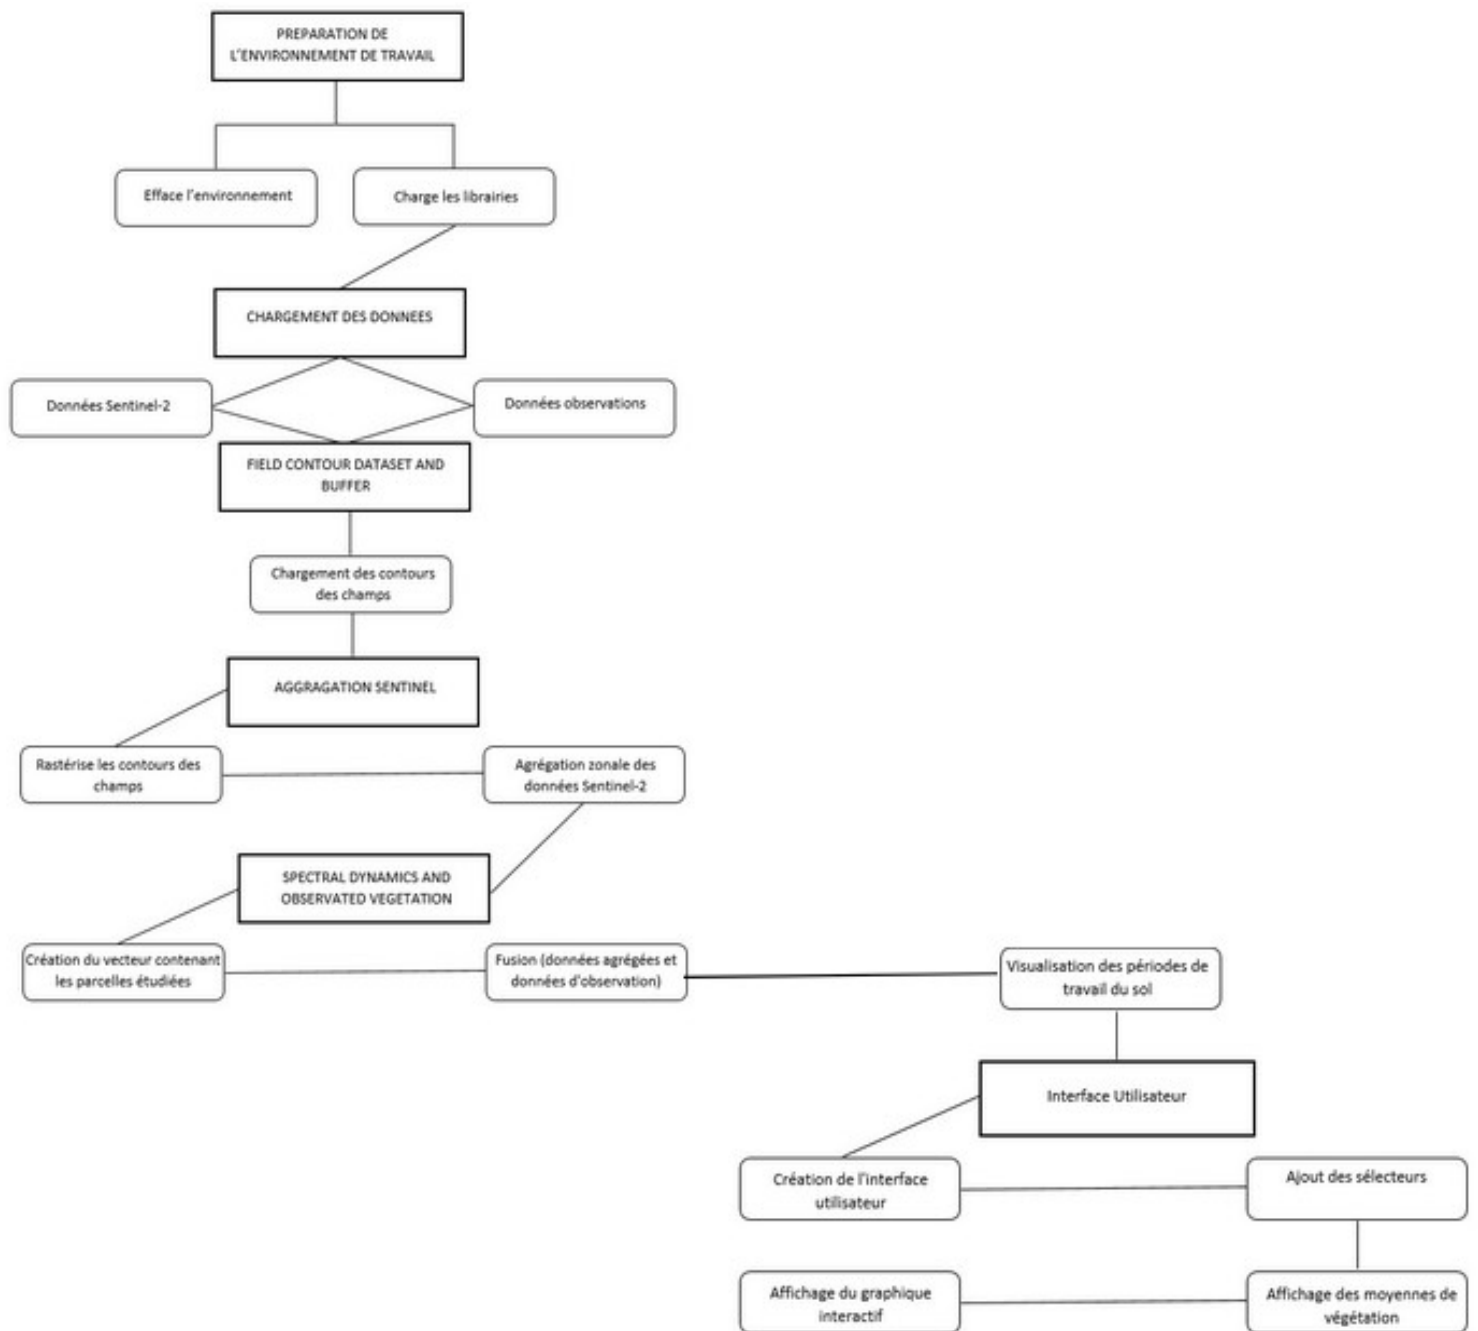 PREPARATION DE
L'ENVIRONNEMENT DE TRAVAIL
Efface l'environnement
Charge les librairies
CHARGEMENT DES DONNEES
Données Sentinel-2
Données observations
FIELD CONTOUR DATASET AND
BUFFER
Chargement des contours
des champs
AGGRAGATION SENTINEL
Rastérise les contours des
champs
Agrégation zonale des
données Sentinel-2
SPECTRAL DYNAMICS AND
OBSERVATED VEGETATION
Création du vecteur contenant
les parcelles étudiées
Fusion (données agrégées et
données d'observation)
Visualisation des périodes de
travail du sol
Interface Utilisateur
Création de l'interface
utilisateur
Ajout des sélecteurs
Affichage du graphique
interactif
Affichage des moyennes de
végétation